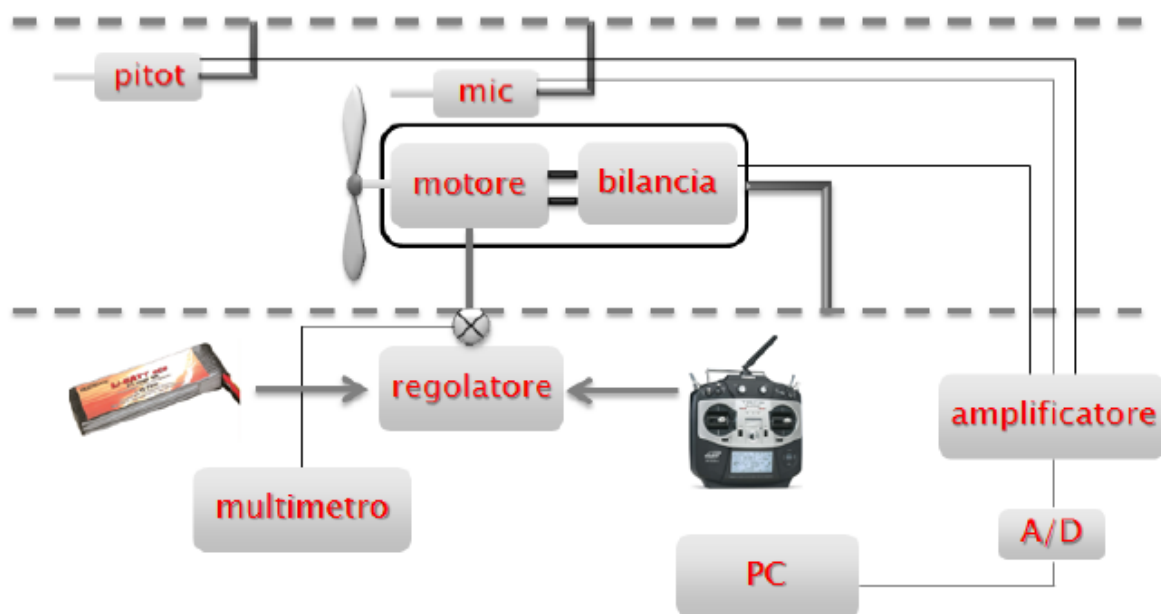 pitot
mic
motore
bilancia
regolatore
amplificatore
multimetro
A/D
PC